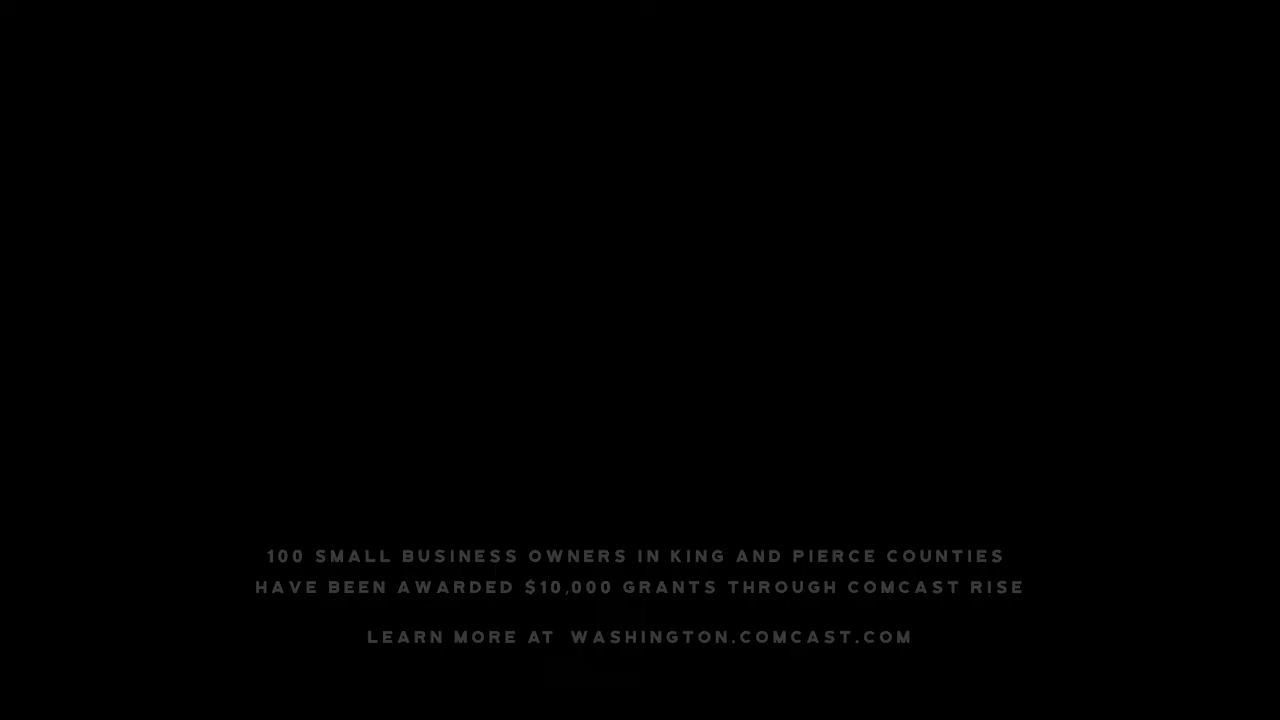 100 SMALL BUSINESS OWNERS IN KING AND PIERCE COUNTIES
HAVE BEEN AWARDED $10,000 GRANTS THROUGH COMCAST RISE
LEARN MORE AT WASHINGTON.COMCAST.COM